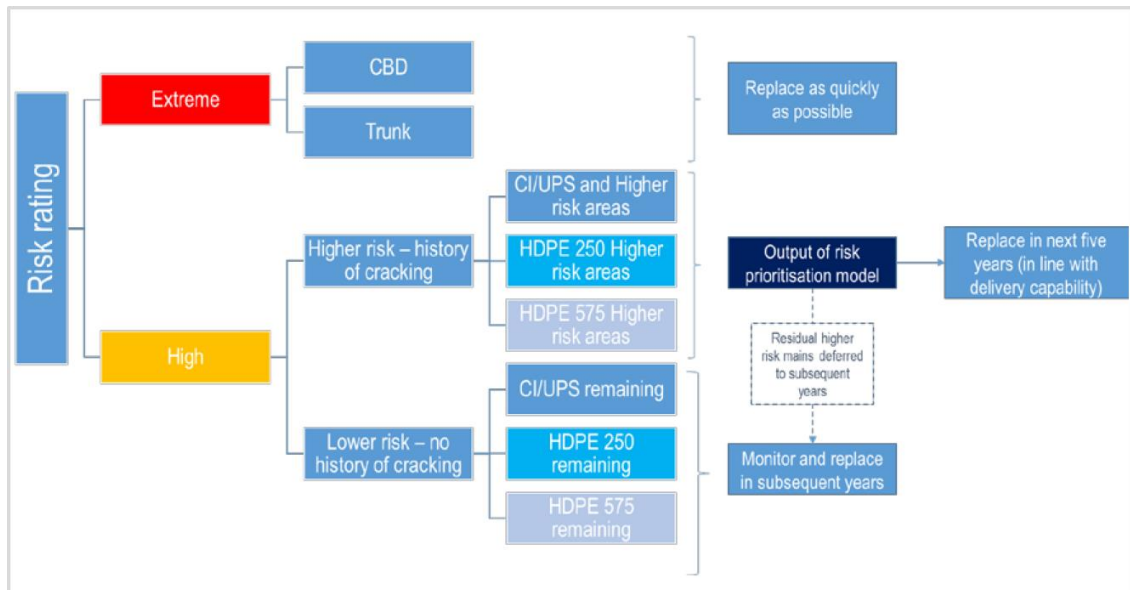 Risk rating
Extreme
CBD
Trunk
Replace as quickly
as possible
High
Higher risk – history
of cracking
CI/UPS and Higher
risk areas
HDPE 250 Higher
risk areas
HDPE 575 Higher
risk areas
Output of risk
prioritisation model
Replace in next five
years (in line with
delivery capability)
Residual higher
risk mains deferred
to subsequent
years
Lower risk – no
history of cracking
CI/UPS remaining
HDPE 250
remaining
HDPE 575
remaining
Monitor and replace
in subsequent years